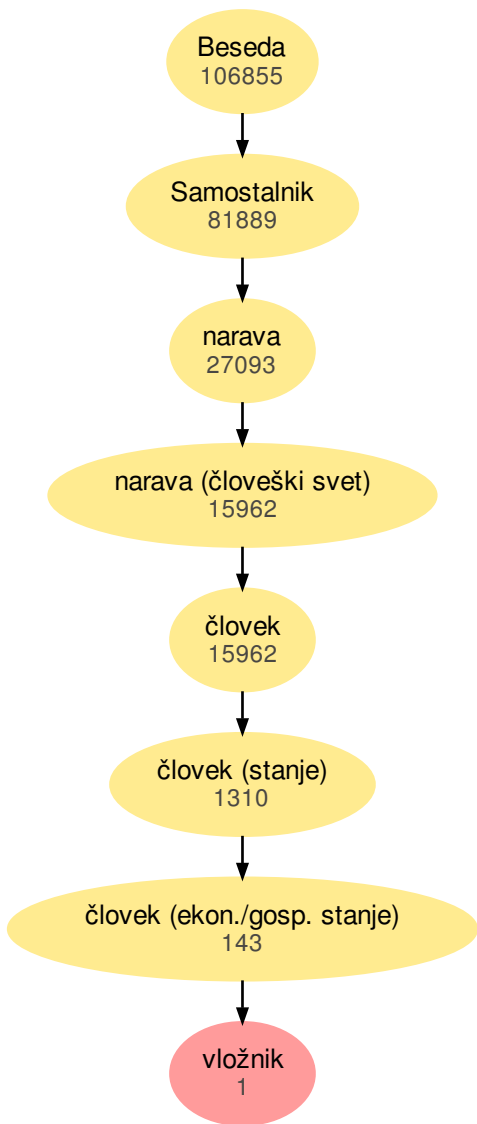 Beseda
106855
Samostalnik
81889
narava
27093
narava (človeški svet)
15962
človek
15962
človek (stanje)
1310
človek (ekon./gosp. stanje)
143
vložnik
1